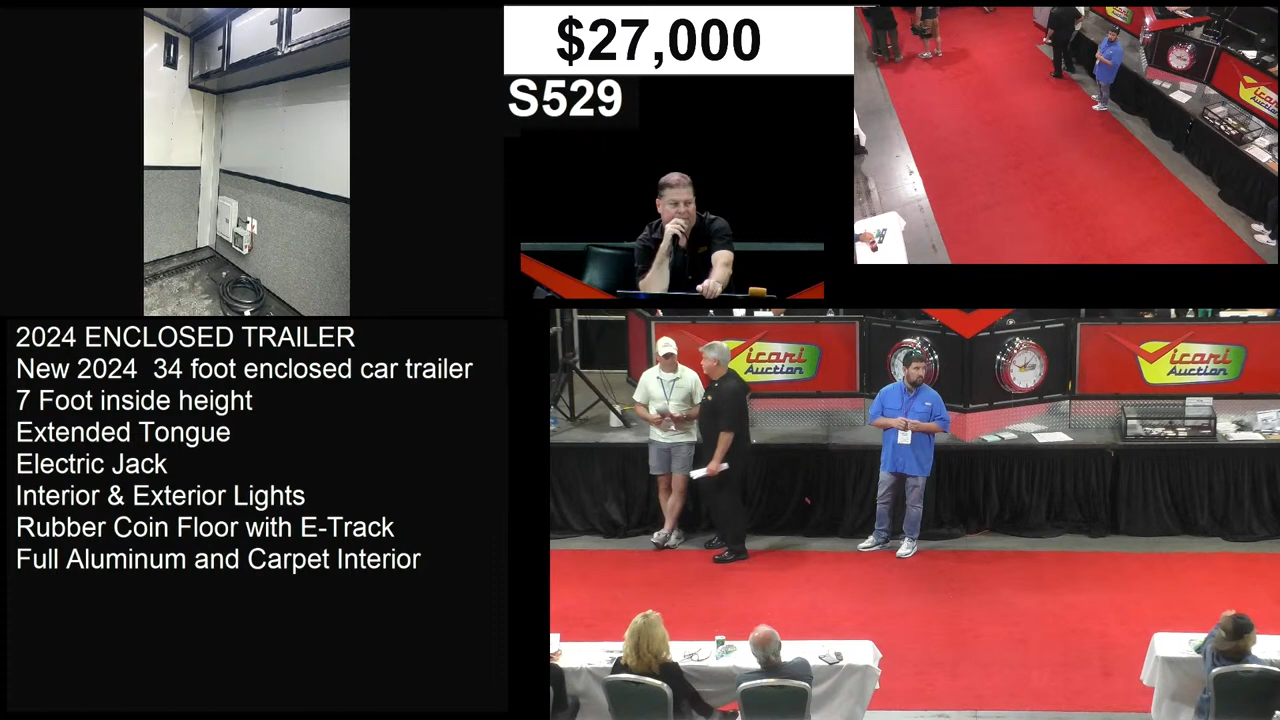 $27,000
S529
Vicari
Auction
2024 ENCLOSED TRAILER
New 2024  34 foot enclosed car trailer
7 Foot inside height
Extended Tongue
Electric Jack
Interior & Exterior Lights
Rubber Coin Floor with E-Track
Full Aluminum and Carpet Interior
Vicari
Auction
Vicari
Auction